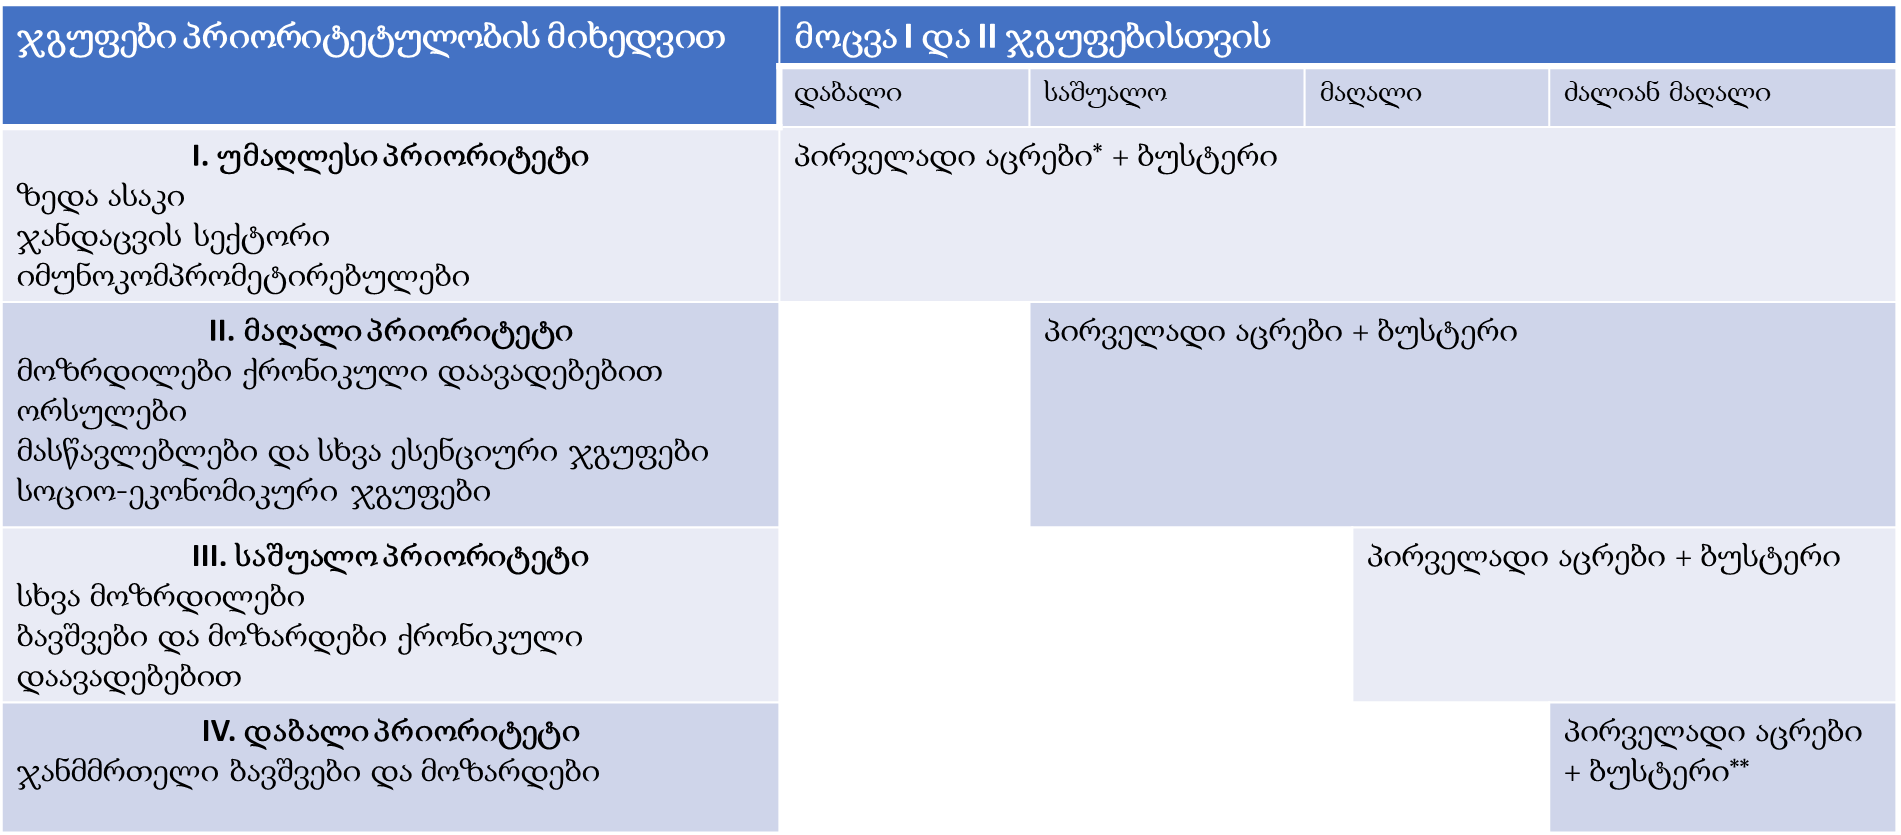 ჯგუფები პრიორიტეტულობის მიხედვით
მოცვა I და II ჯგუფებისთვის
დაბალი
საშუალო
მაღალი
ძალიან მაღალი
I. უმაღლესი პრიორიტეტი
ზედა ასაკი
ჯანდაცვის სექტორი
იმუნოკომპრომეტირებულები
პირველადი აცრები* + ბუსტერი
II. მაღალი პრიორიტეტი
მოზრდილები ქრონიკული დაავადებებით
ორსულები
მასწავლებლები და სხვა ესენციური ჯგუფები
სოციო-ეკონომიკური ჯგუფები
პირველადი აცრები + ბუსტერი
III. საშუალო პრიორიტეტი
სხვა მოზრდილები
ბავშვები და მოზარდები ქრონიკული
დაავადებებით
პირველადი აცრები + ბუსტერი
IV. დაბალი პრიორიტეტი
ჯანმმრთელი ბავშვები და მოზარდები
პირველადი აცრები
+ ბუსტერი**